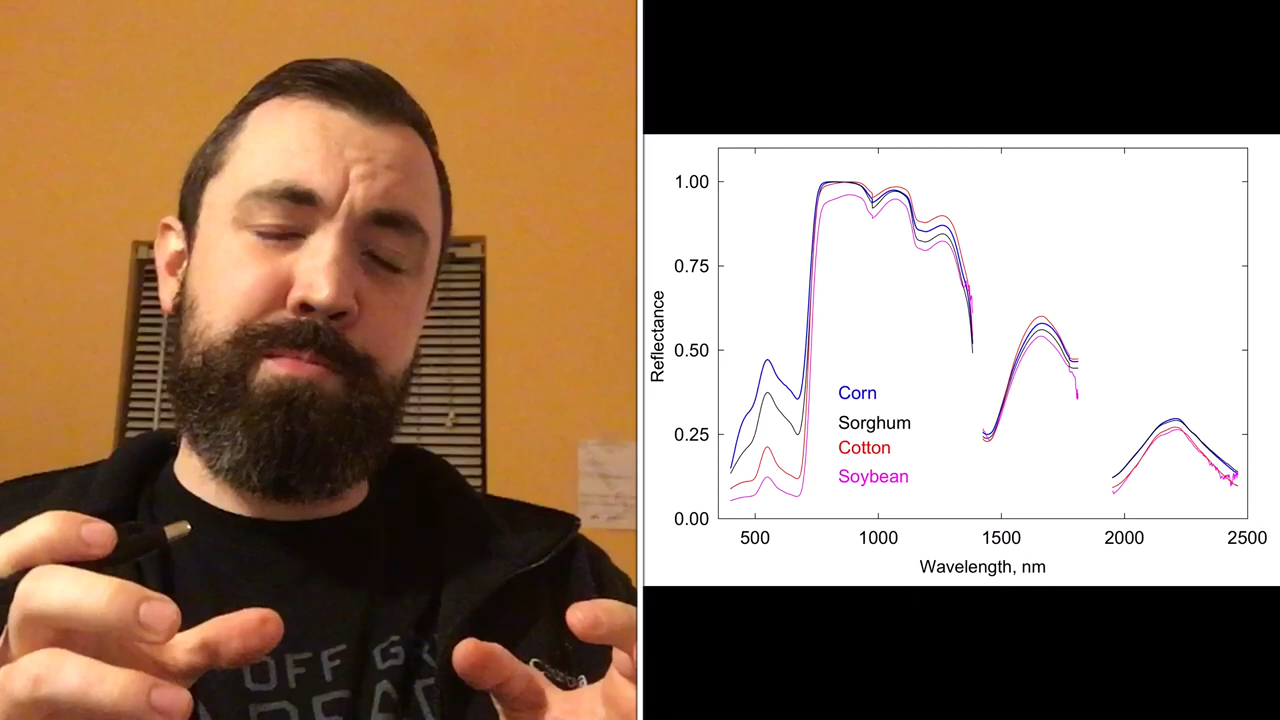 OFF
1.00
0.75
0.50
0.25
0.00
Reflectance
Corn
Sorghum
Cotton
Soybean
500
1000
1500
2000
2500
Wavelength, nm